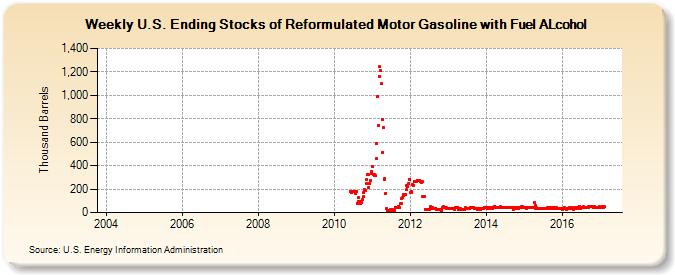 Weekly U.S. Ending Stocks of Reformulated Motor Gasoline with Fuel ALcohol
Thousand Barrels
1,400
1,200
1,000
800
600
400
200
0
2004 2006 2008 2010 2012 2014 2016
Source: U.S. Energy Information Administration